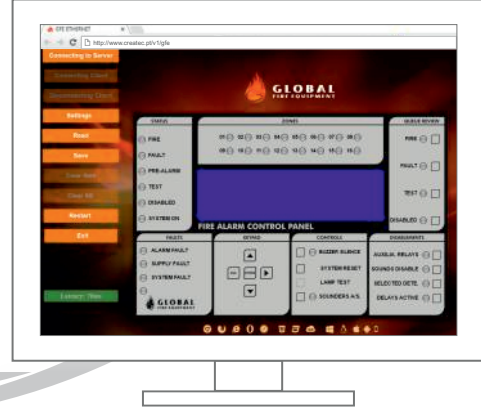 GFE ETHERNET
http://www.createc.pt/v1/gfe
Connecting to Server
Connecting Client
Disconnecting Client
Settings
Read
Save
Clear All
Restart
Exit
GLOBAL
FIRE EQUIPMENT
STATUS
FIRE
FAULT
PRE-ALARM
TEST
DISABLED
SYSTEM ON
ZONES
01 02 03 04 05 06 07 08
09 10 11 12 13 14 15 16
QUEUE REVIEW
FIRE
FAULT
TEST
DISABLED
FIRE ALARM CONTROL PANEL
FAULTS
ALARM FAULT
SUPPLY FAULT
SYSTEM FAULT
GLOBAL
FIRE EQUIPMENT
KEYPAD
CONTROLS
BUZZER SILENCE
SYSTEM RESET
LAMP TEST
SOUNDERS A/S.
DISABLEMENTS
AUXILIA. RELAYS
SOUNDS DISABLE
SELECTED DETE.
DELAYS ACTIVE